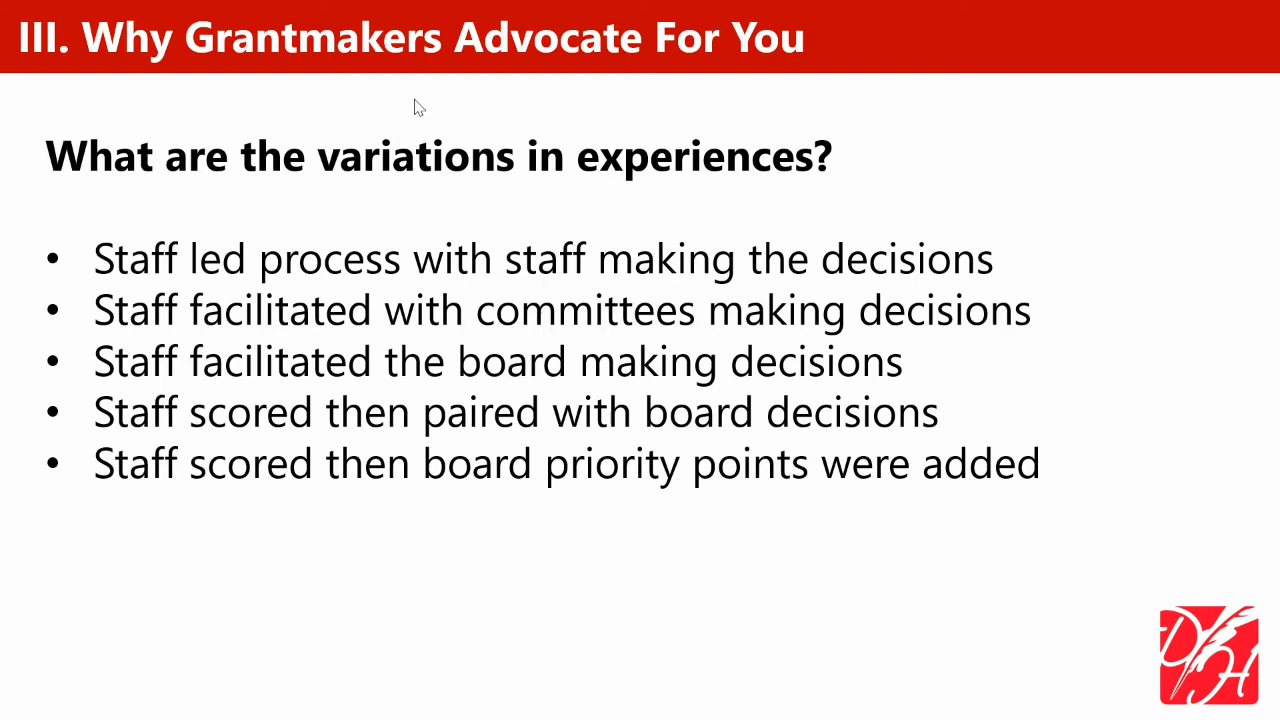 III. Why Grantmakers Advocate For You
What are the variations in experiences?
• Staff led process with staff making the decisions
• Staff facilitated with committees making decisions
• Staff facilitated the board making decisions
• Staff scored then paired with board decisions
• Staff scored then board priority points were added
DH